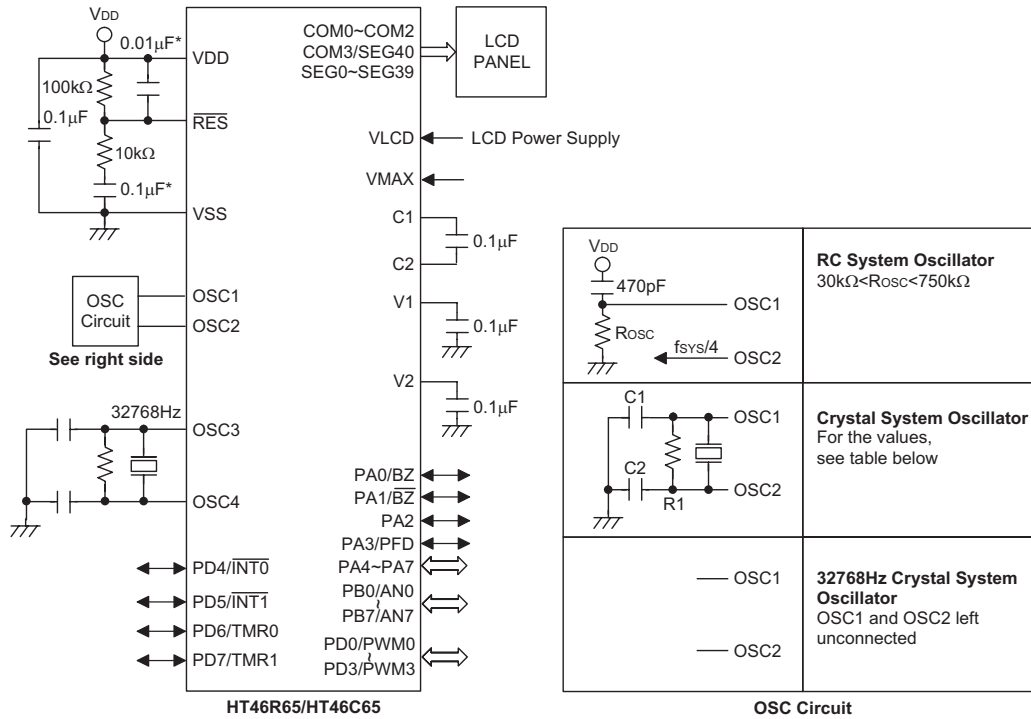 VDD
0.01μF*
VDD
100kΩ
0.1μF
RES
10kΩ
0.1μF*
VSS
OSC
Circuit
OSC1
OSC2
See right side
32768Hz
OSC3
OSC4
PD4/INT0
PD5/INT1
PD6/TMR0
PD7/TMR1
COM0~COM2
COM3/SEG40
SEG0~SEG39
LCD
PANEL
VLCD
LCD Power Supply
VMAX
C1
0.1μF
C2
V1
0.1μF
V2
0.1μF
PA0/BZ
PA1/BZ
PA2
PA3/PFD
PA4~PA7
PB0/AN0
~
PB7/AN7
PD0/PWM0
~
PD3/PWM3
HT46R65/HT46C65
VDD
470pF
OSC1
ROSC
fSYS/4
OSC2
RC System Oscillator
30kΩ<ROSC<750kΩ
C1
OSC1
C2
OSC2
R1
Crystal System Oscillator
For the values,
see table below
OSC1
OSC2
32768Hz Crystal System
Oscillator
OSC1 and OSC2 left
unconnected
OSC Circuit